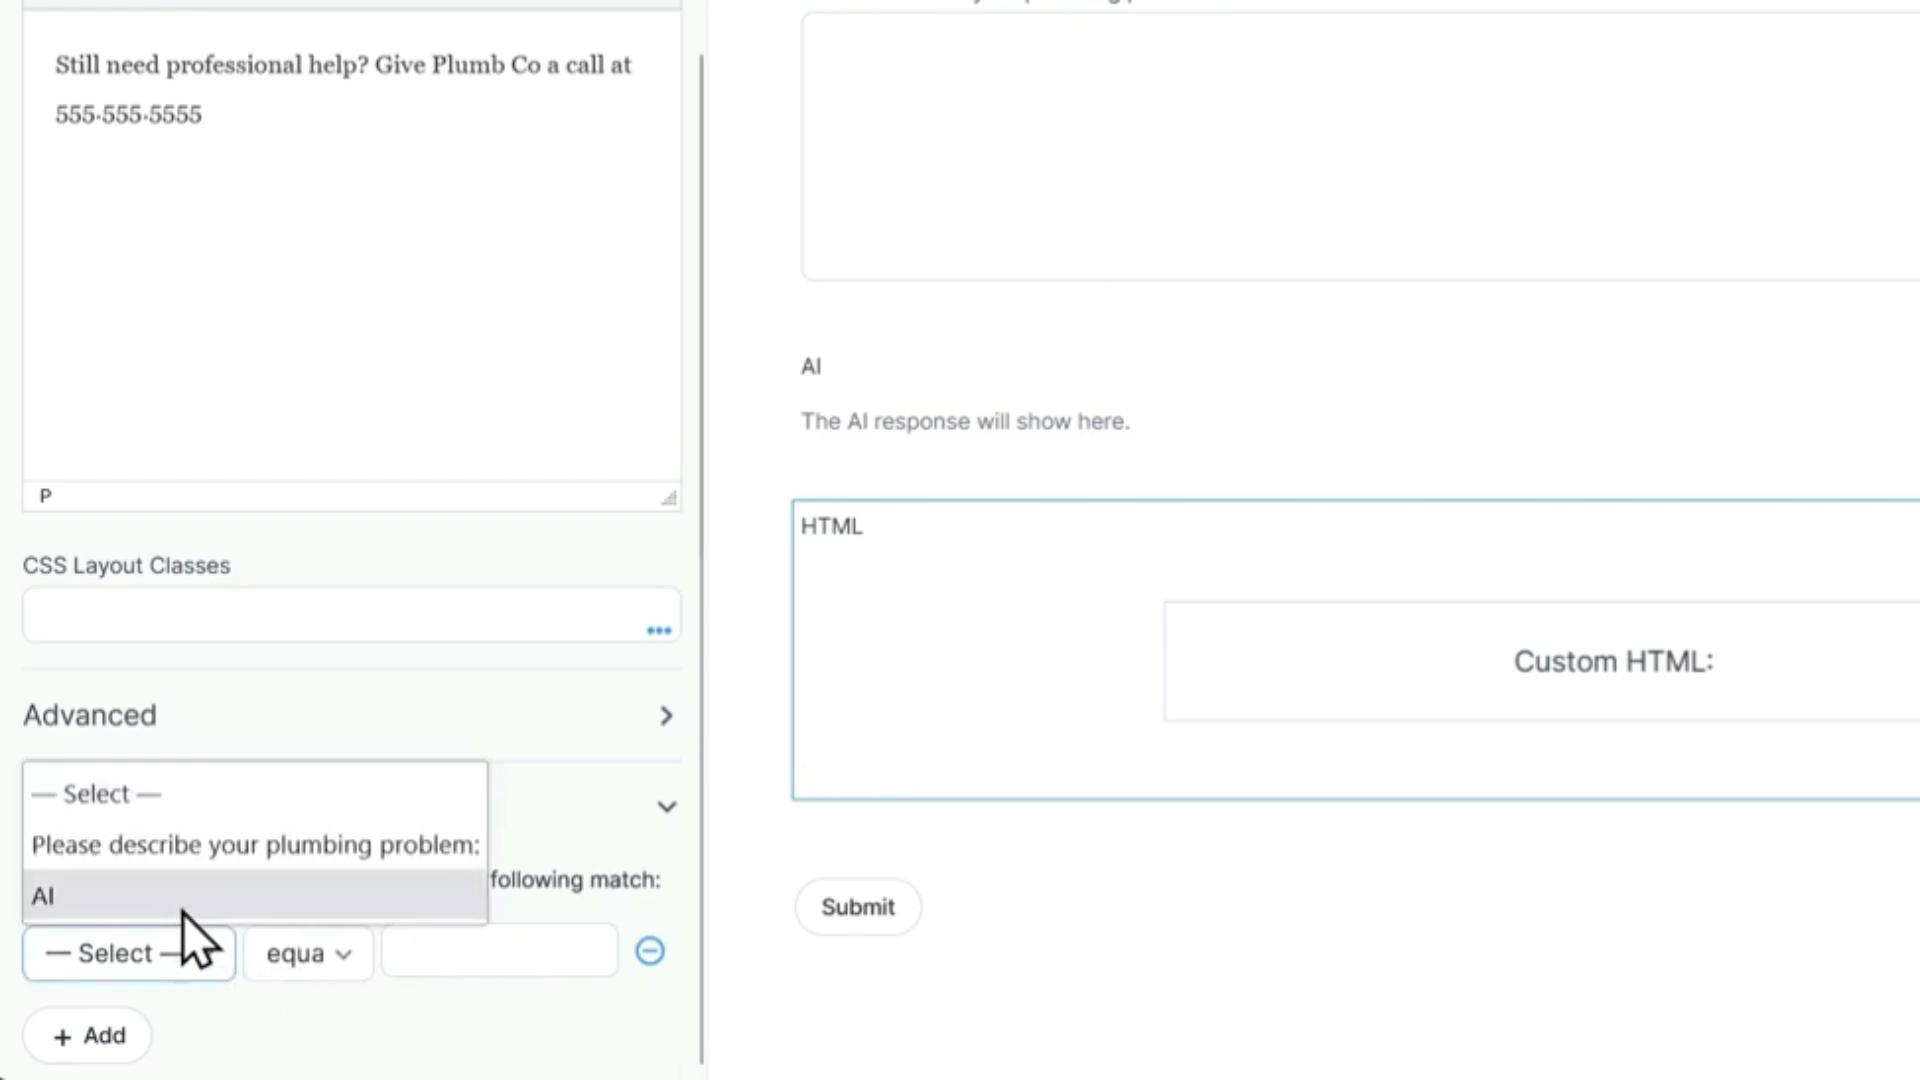 Still need professional help? Give Plumb Co a call at
555-555-5555
P
CSS Layout Classes
Advanced
— Select —
Please describe your plumbing problem:
AI
following match:
— Select —
equa
+ Add
AI
The AI response will show here.
HTML
Custom HTML:
Submit